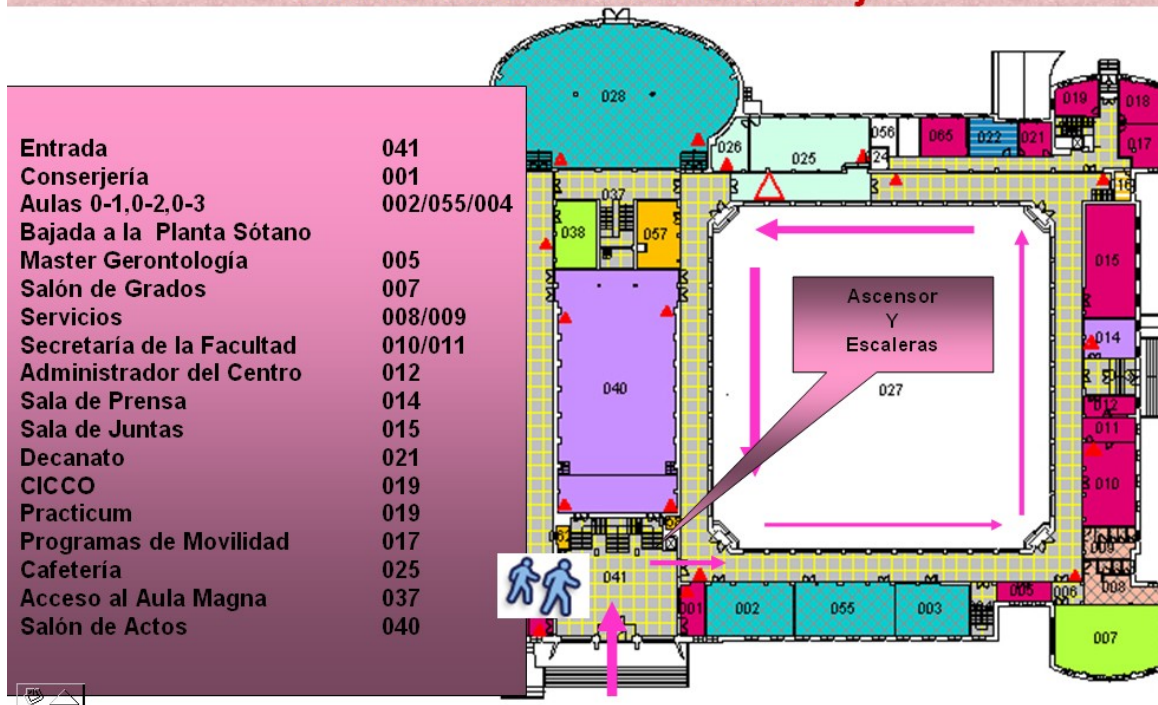 Entrada 041
Conserjería 001
Aulas 0-1,0-2,0-3 002/055/004
Bajada a la Planta Sótano
Master Gerontología 005
Salón de Grados 007
Servicios 008/009
Secretaría de la Facultad 010/011
Administrador del Centro 012
Sala de Prensa 014
Sala de Juntas 015
Decanato 021
CICCO 019
Practicum 019
Programas de Movilidad 017
Cafetería 025
Acceso al Aula Magna 037
Salón de Actos 040
Ascensor
Y
Escaleras
028
019
018
056
065
022
021
017
026
025
24
16
037
038
057
015
014
040
027
012
011
010
009
041
001
002
055
003
005
006
008
007